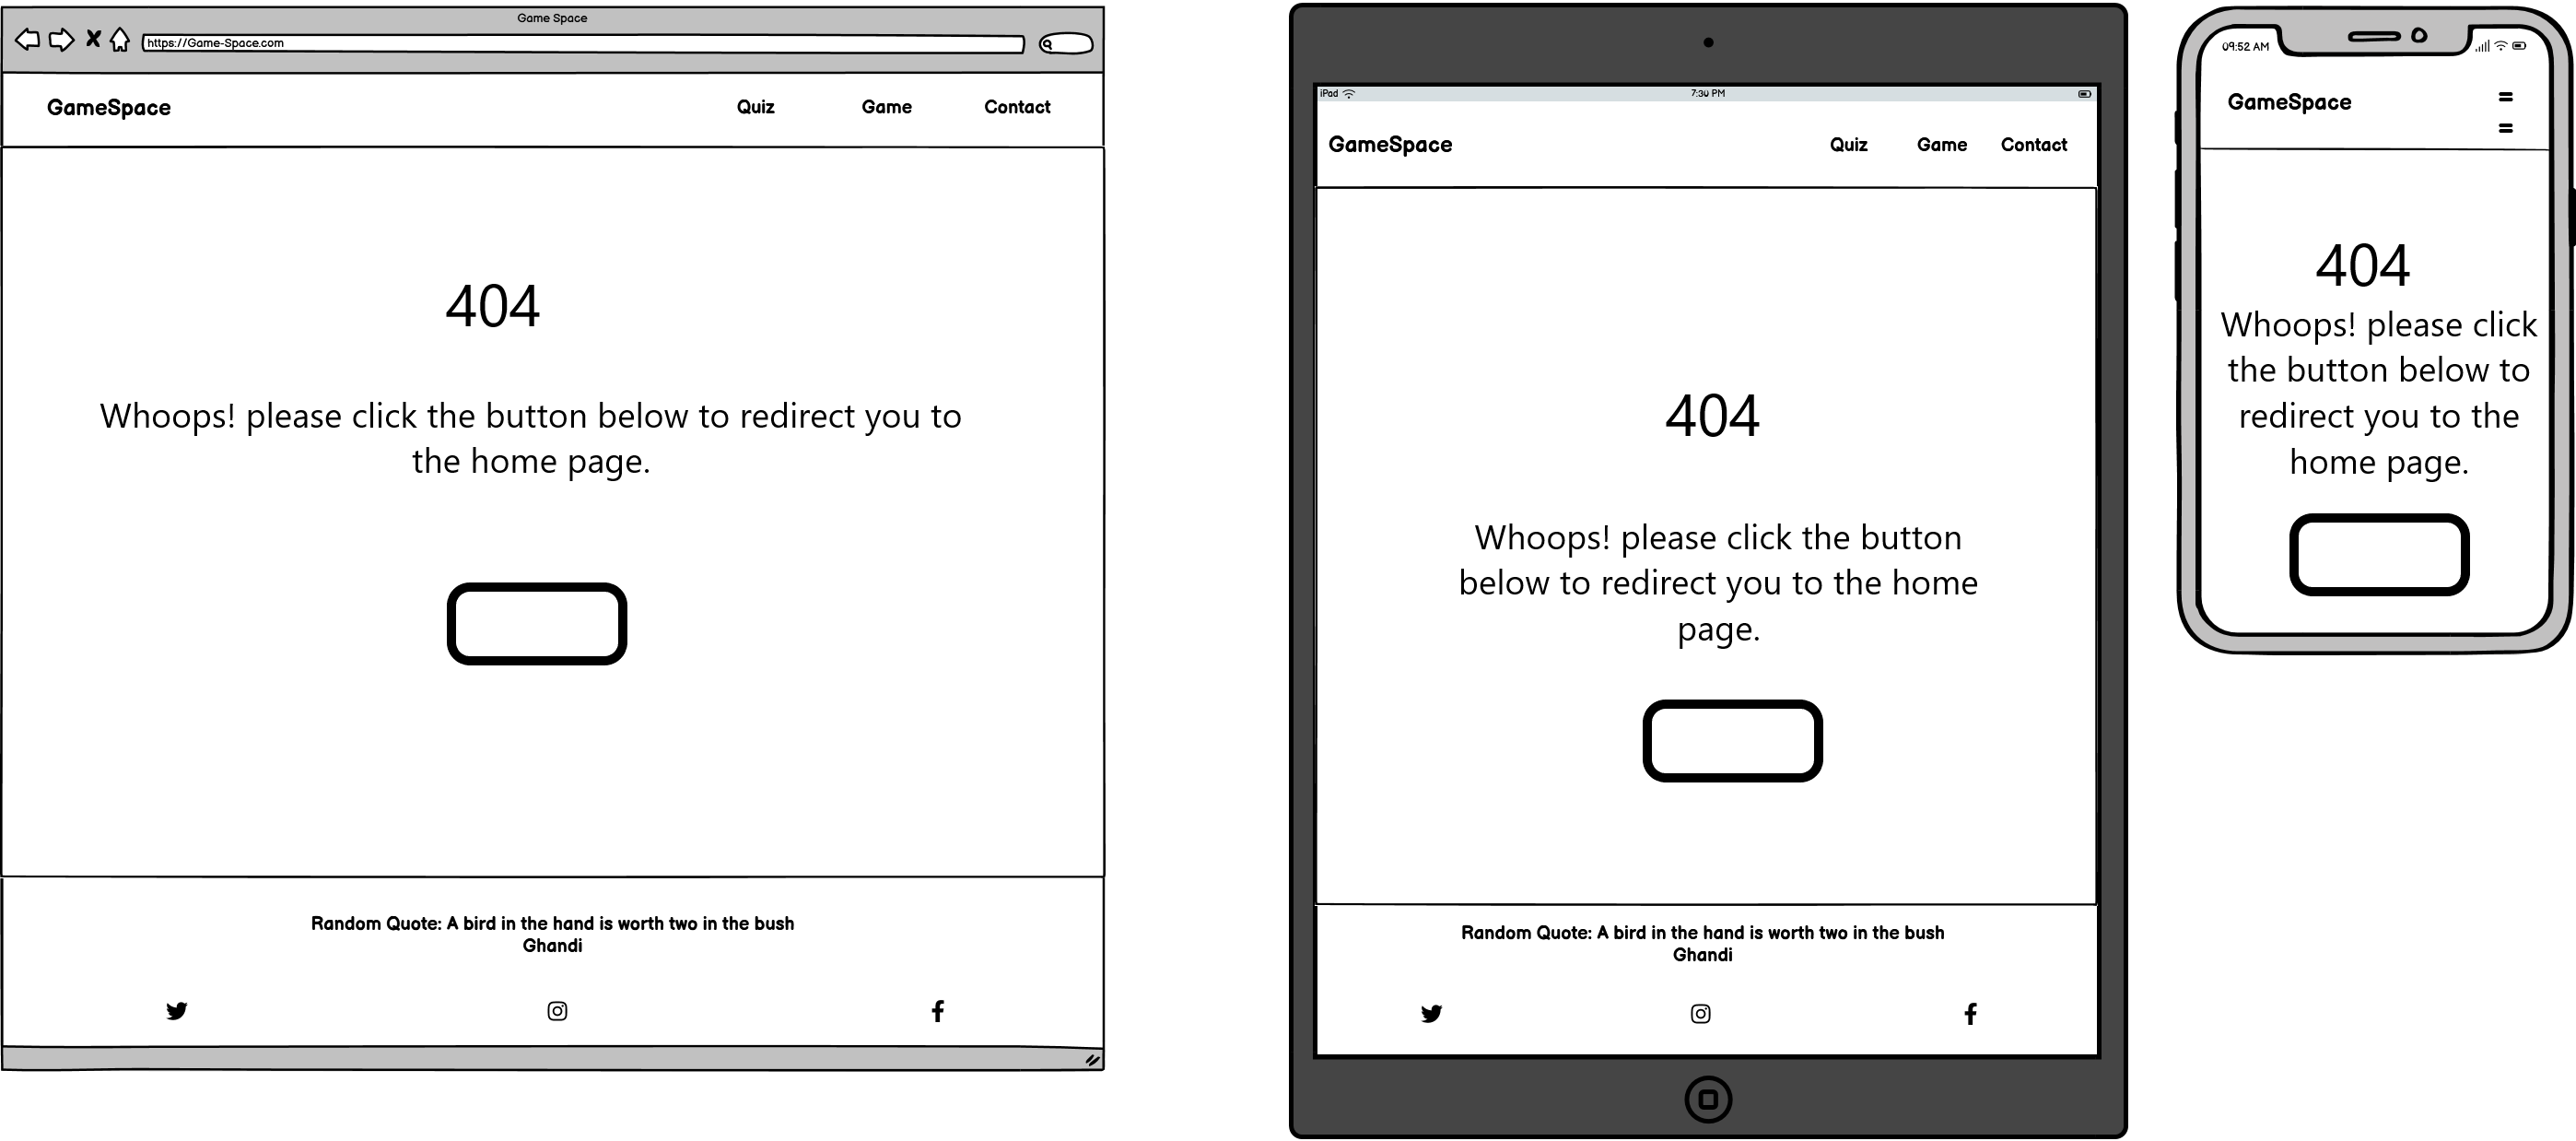 Game Space
https://Game-Space.com
GameSpace
Quiz
Game
Contact
404
Whoops! please click the button below to redirect you to
the home page.
Random Quote: A bird in the hand is worth two in the bush
Ghandi
iPad
7:30 PM
GameSpace
Quiz
Game
Contact
404
Whoops! please click the button
below to redirect you to the home
page.
Random Quote: A bird in the hand is worth two in the bush
Ghandi
09:52 AM
GameSpace
404
Whoops! please click
the button below to
redirect you to the
home page.